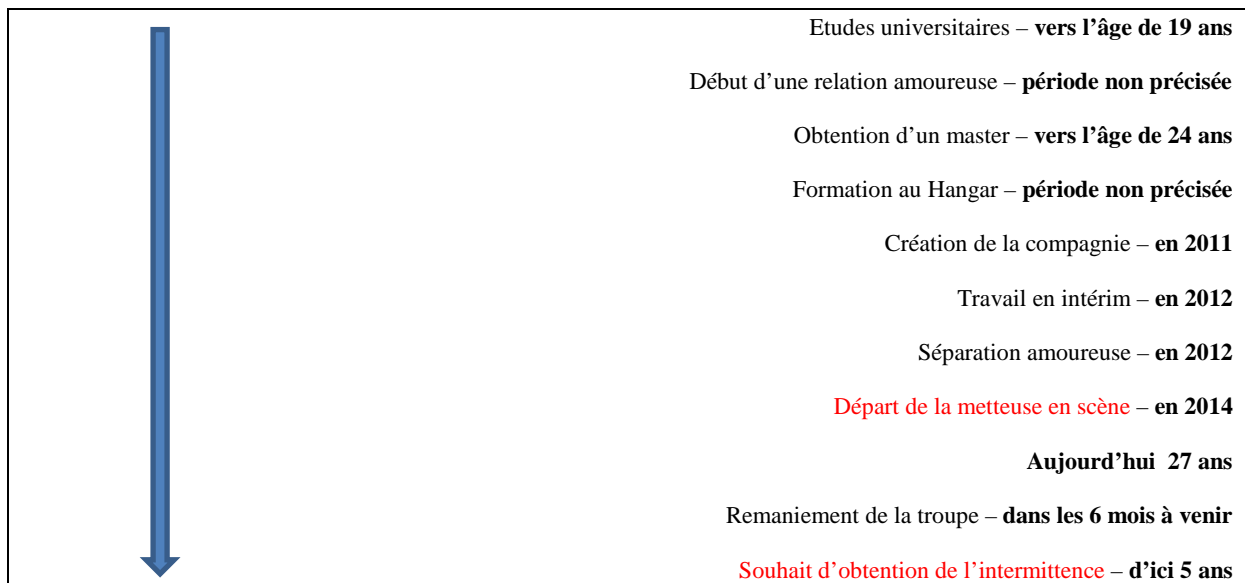 Etudes universitaires – vers l’âge de 19 ans
Début d’une relation amoureuse – période non précisée
Obtention d’un master – vers l’âge de 24 ans
Formation au Hangar – période non précisée
Création de la compagnie – en 2011
Travail en intérim – en 2012
Séparation amoureuse – en 2012
Départ de la metteuse en scène – en 2014
Aujourd’hui  27 ans
Remaniement de la troupe – dans les 6 mois à venir
Souhait d’obtention de l’intermittence – d’ici 5 ans